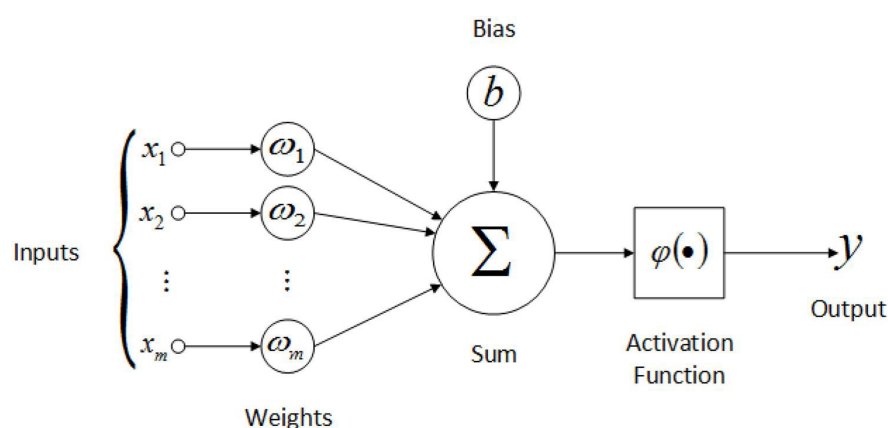 Bias
b
Inputs
x₁ ω₁
x₂ ω₂
⋮ ⋮
xₘ ωₘ
Weights
Σ
Sum
φ(•)
Activation
Function
y
Output